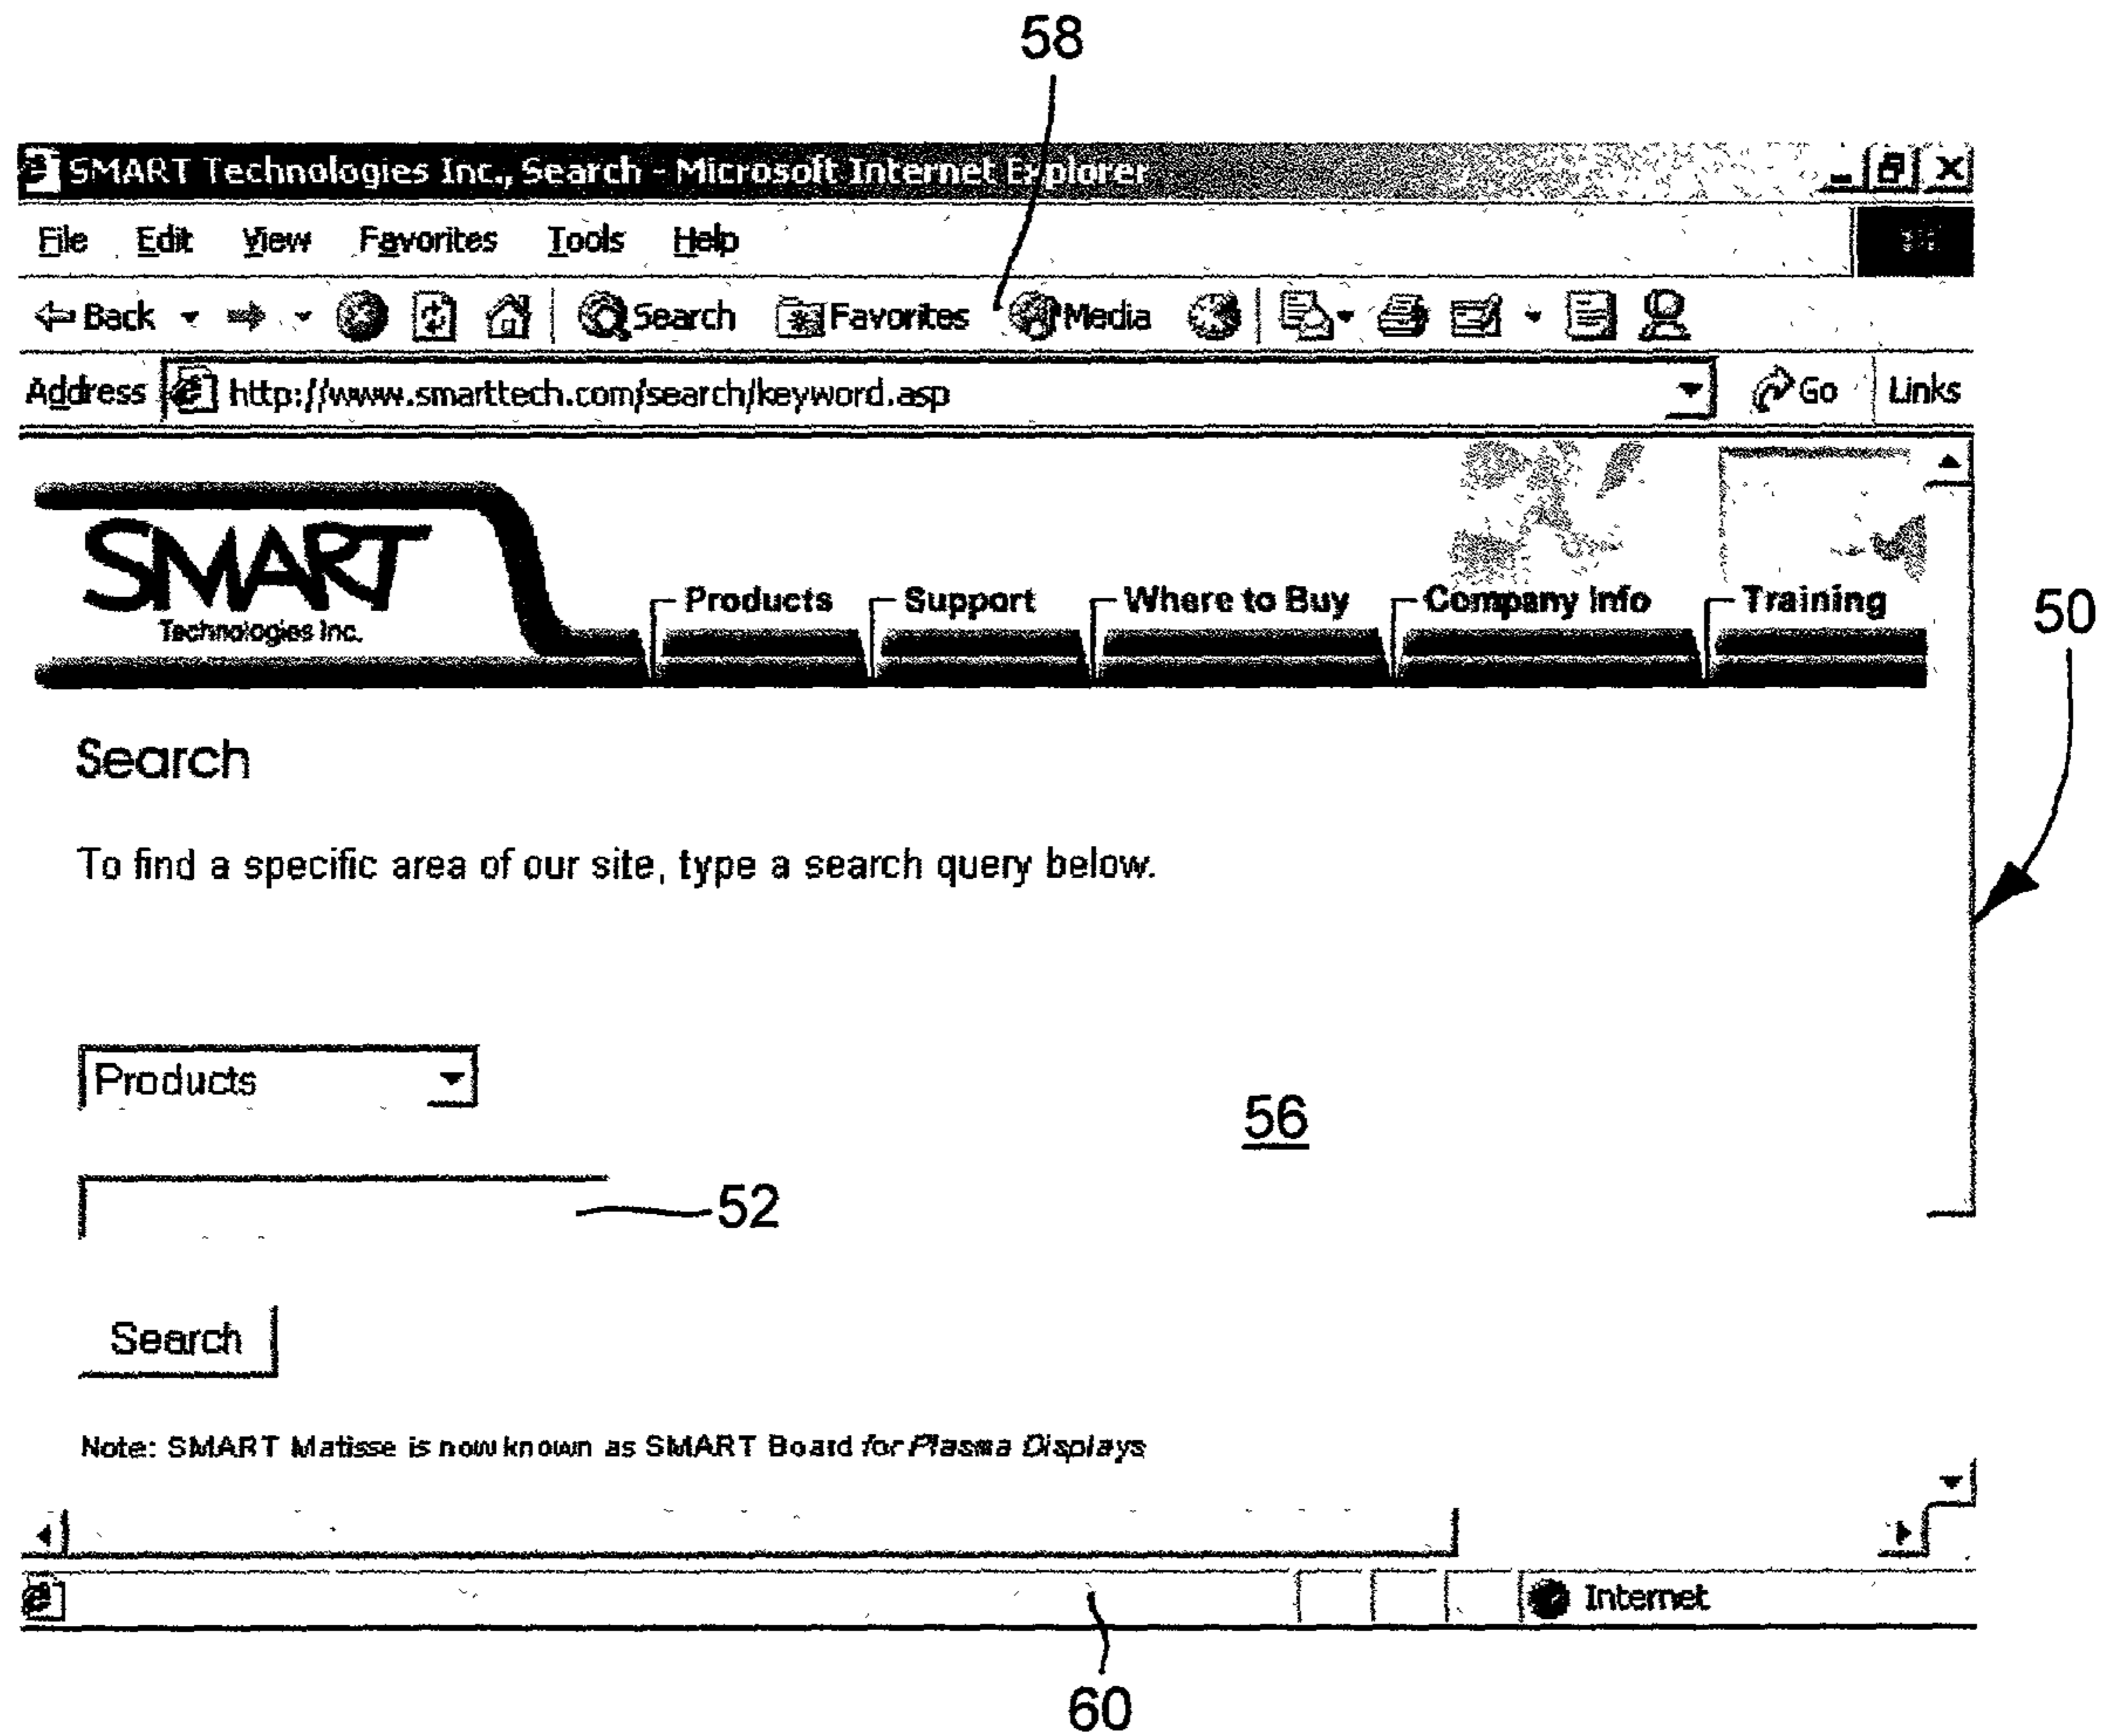 58
SMART Technologies Inc., Search - Microsoft Internet Explorer
File Edit View Favorites Tools Help
Back Search Favorites Media
Address http://www.smarttech.com/search/keyword.asp Go Links
SMART
Technologies Inc.
Products Support Where to Buy Company Info Training
50
Search
To find a specific area of our site, type a search query below.
Products
56
52
Search
Note: SMART Matisse is now known as SMART Board for Plasma Displays
Internet
60